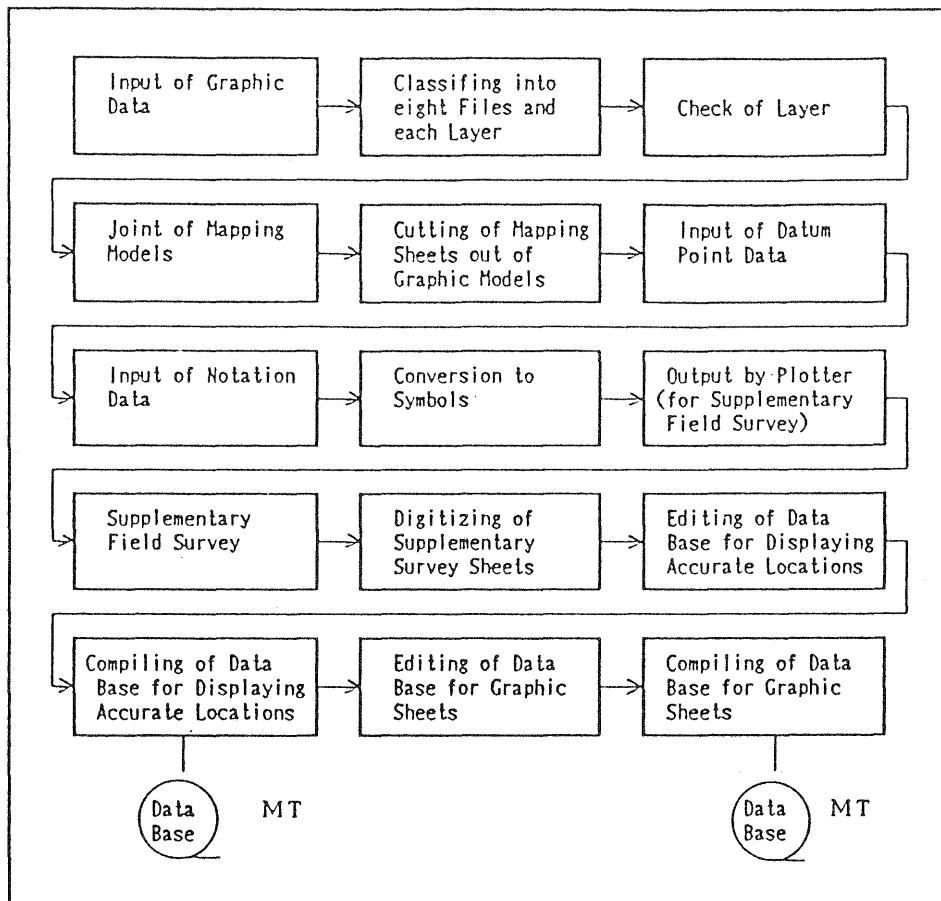 Input of Graphic
Data
Classifing into
eight Files and
each Layer
Check of Layer
Joint of Mapping
Models
Cutting of Mapping
Sheets out of
Graphic Models
Input of Datum
Point Data
Input of Notation
Data
Conversion to
Symbols
Output by Plotter
(for Supplementary
Field Survey)
Supplementary
Field Survey
Digitizing of
Supplementary
Survey Sheets
Editing of Data
Base for Displaying
Accurate Locations
Compiling of Data
Base for Displaying
Accurate Locations
Editing of Data
Base for Graphic
Sheets
Compiling of Data
Base for Graphic
Sheets
Data
Base
MT
Data
Base
MT